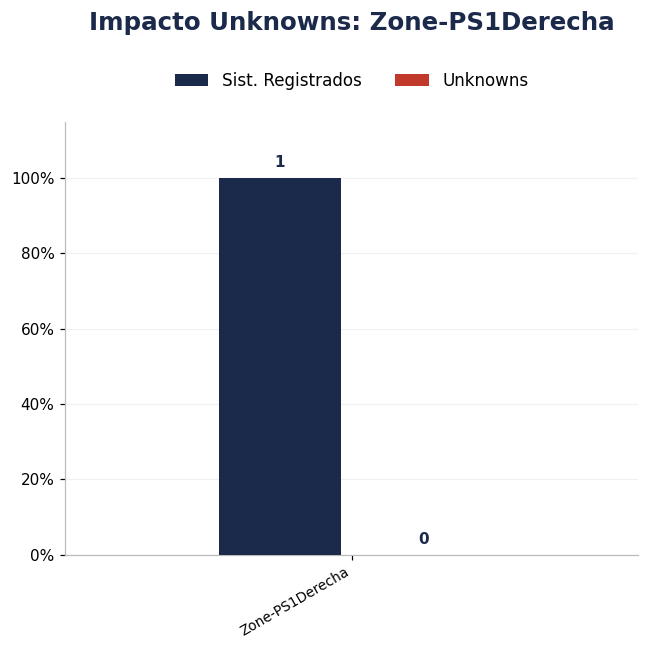 Impacto Unknowns: Zone-PS1Derecha
Sist. Registrados
Unknowns
1
100%
80%
60%
40%
20%
0
0%
Zone-PS1Derecha